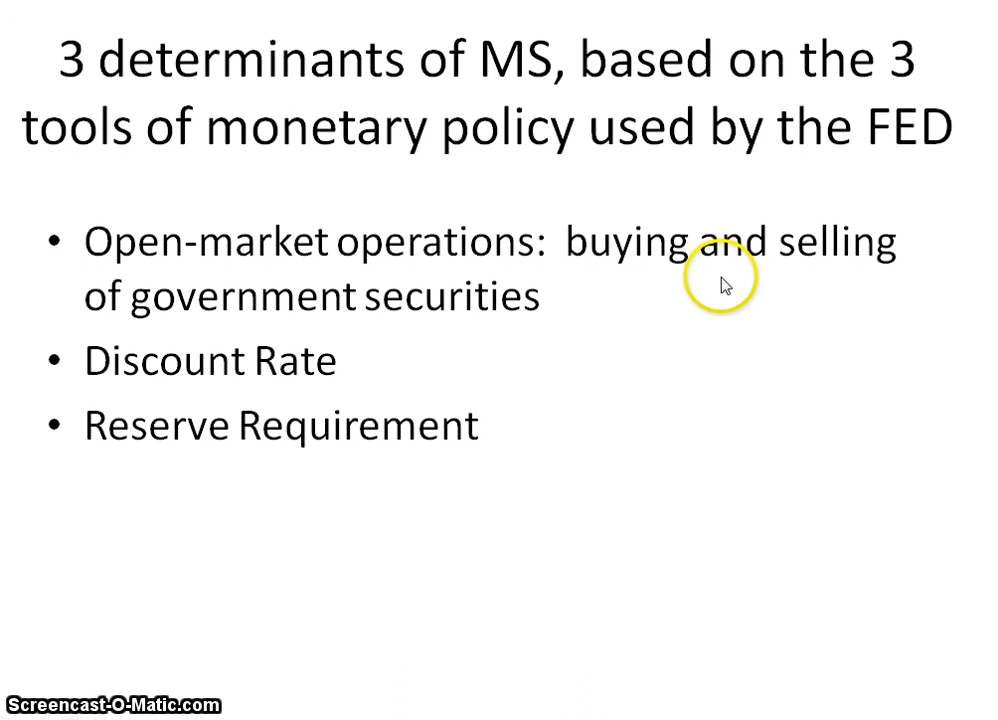 3 determinants of MS, based on the 3
tools of monetary policy used by the FED
• Open-market operations: buying and selling
of government securities
• Discount Rate
• Reserve Requirement
Screencast-O-Matic.com